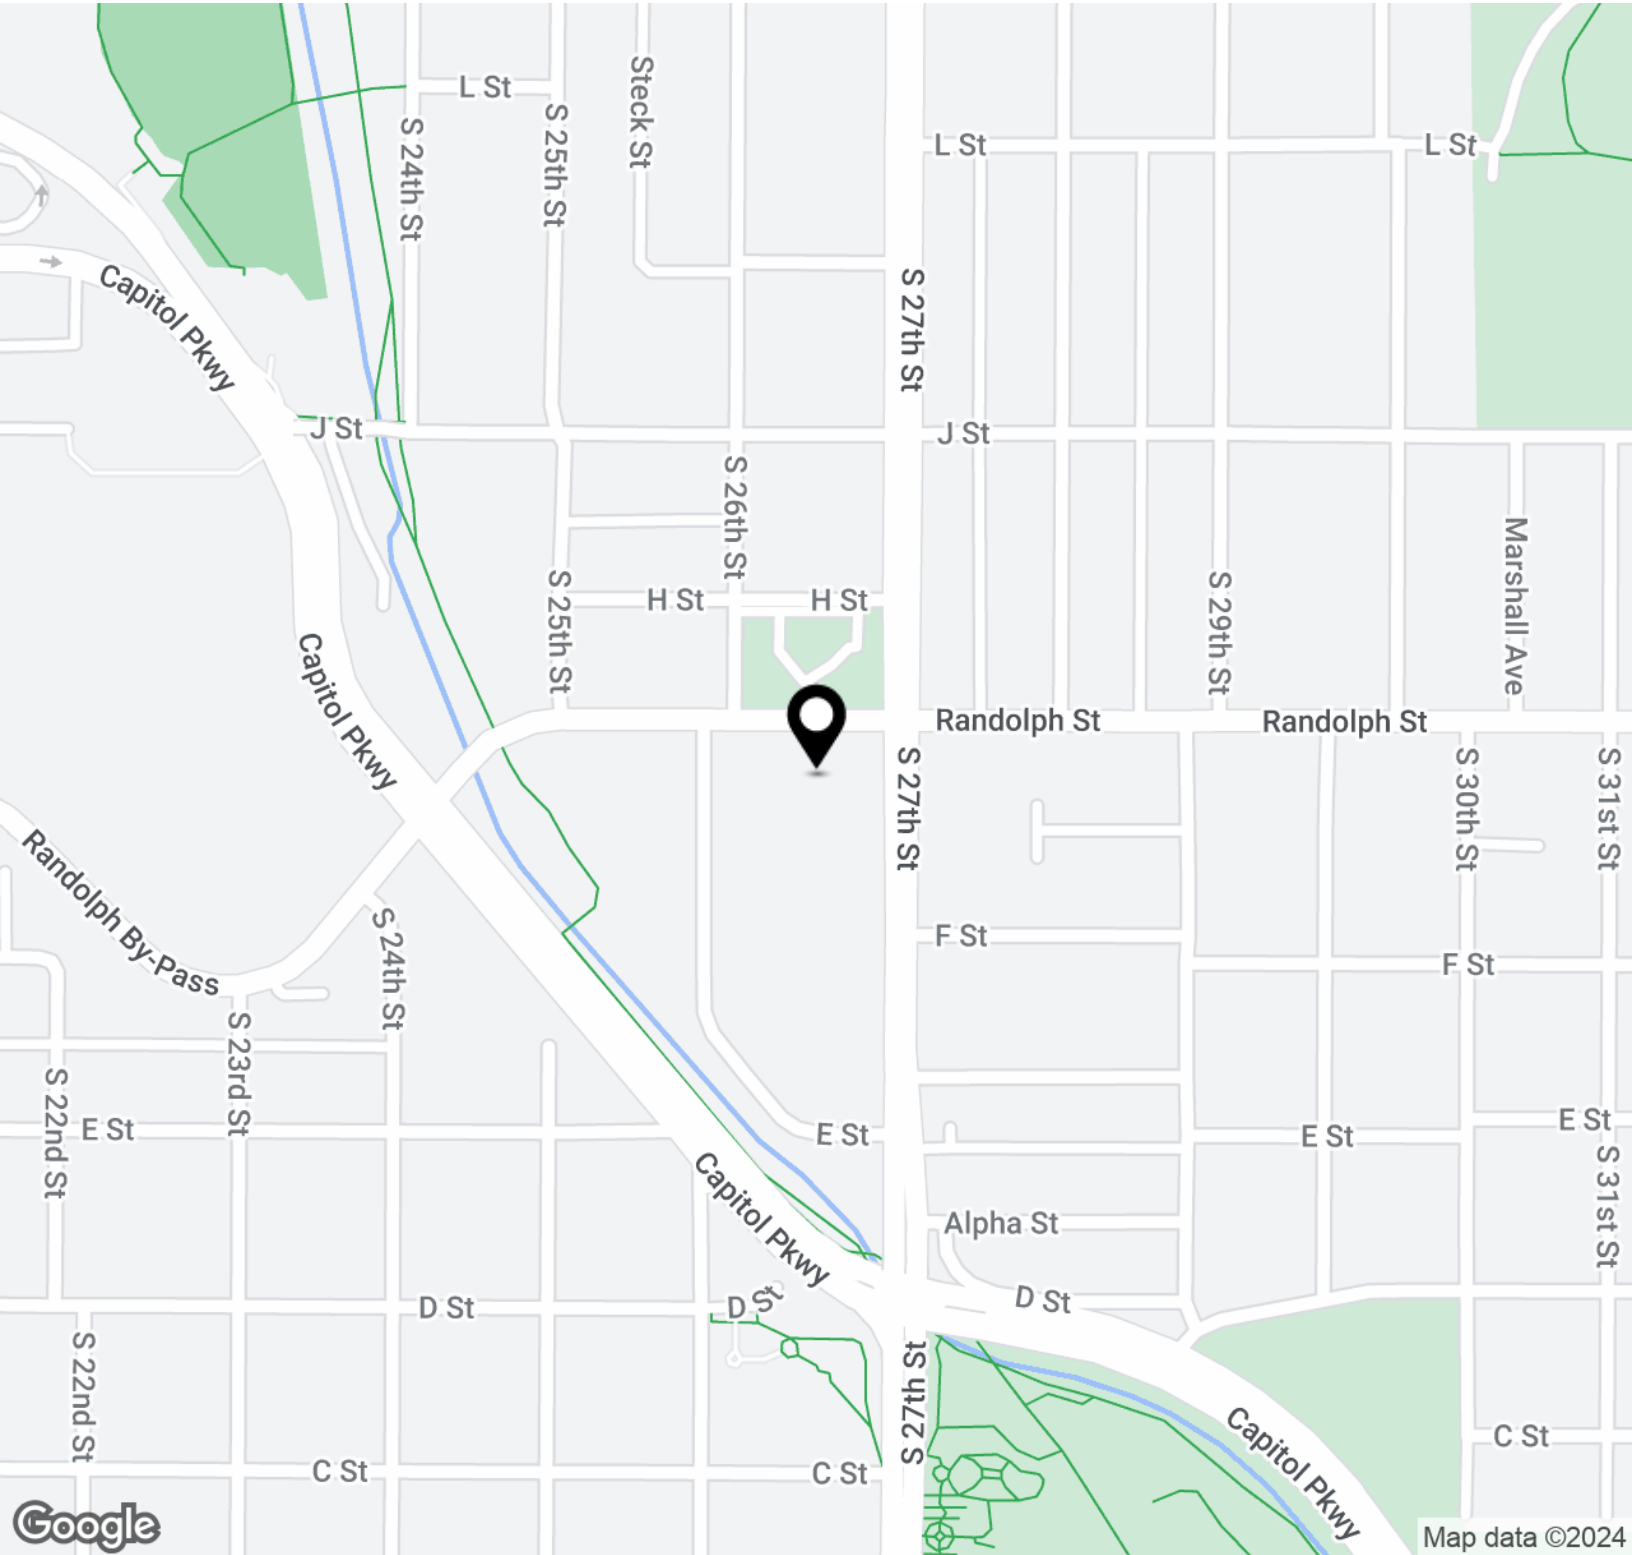 L St
Steck St
S 24th St
S 25th St
L St
L St
Capitol Pkwy
S 27th St
J St
J St
S 26th St
Marshall Ave
S 25th St
H St
H St
S 29th St
Capitol Pkwy
Randolph St
Randolph St
S 27th St
S 30th St
S 31st St
Randolph By-Pass
S 24th St
F St
F St
S 23rd St
S 22nd St
E St
E St
E St
E St
S 31st St
Capitol Pkwy
Alpha St
D St
D St
D St
S 22nd St
S 27th St
Capitol Pkwy
C St
C St
C St
Google
Map data ©2024